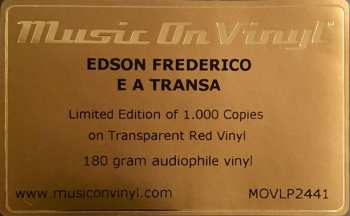 Music On Vinyl
EDSON FREDERICO
E A TRANSA
Limited Edition of 1.000 Copies
on Transparent Red Vinyl
180 gram audiophile vinyl
www.musiconvinyl.com MOVLP2441